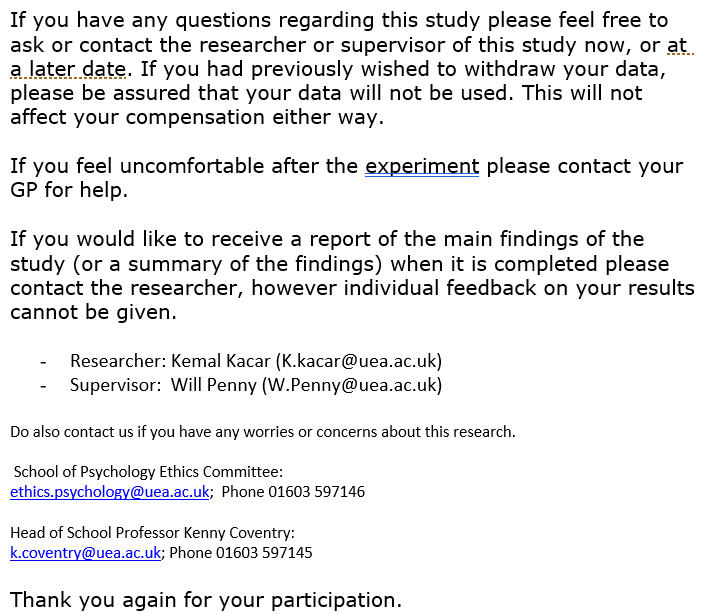 If you have any questions regarding this study please feel free to
ask or contact the researcher or supervisor of this study now, or at
a later date. If you had previously wished to withdraw your data,
please be assured that your data will not be used. This will not
affect your compensation either way.
If you feel uncomfortable after the experiment please contact your
GP for help.
If you would like to receive a report of the main findings of the
study (or a summary of the findings) when it is completed please
contact the researcher, however individual feedback on your results
cannot be given.
- Researcher: Kemal Kacar (K.kacar@uea.ac.uk)
- Supervisor: Will Penny (W.Penny@uea.ac.uk)
Do also contact us if you have any worries or concerns about this research.
School of Psychology Ethics Committee:
ethics.psychology@uea.ac.uk; Phone 01603 597146
Head of School Professor Kenny Coventry:
k.coventry@uea.ac.uk; Phone 01603 597145
Thank you again for your participation.